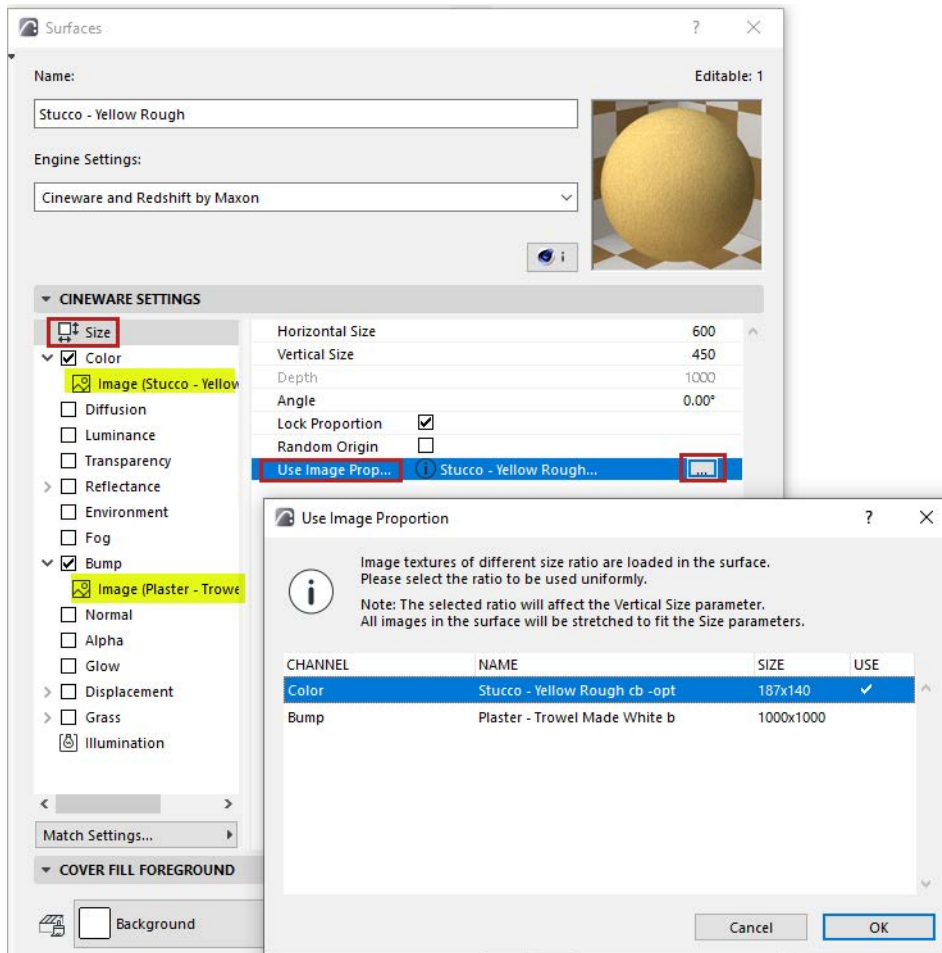 Surfaces
?
Name:
Editable: 1
Stucco - Yellow Rough
Engine Settings:
Cineware and Redshift by Maxon
i
CINEWARE SETTINGS
Size
Color
Image (Stucco - Yellow
Diffusion
Luminance
Transparency
Reflectance
Environment
Fog
Bump
Image (Plaster - Trowe
Normal
Alpha
Glow
Displacement
Grass
Illumination
Horizontal Size 600
Vertical Size 450
Depth 1000
Angle 0.00°
Lock Proportion
Random Origin
Use Image Prop... i Stucco - Yellow Rough... ...
Match Settings...
COVER FILL FOREGROUND
Background
Use Image Proportion ?
i
Image textures of different size ratio are loaded in the surface.
Please select the ratio to be used uniformly.
Note: The selected ratio will affect the Vertical Size parameter.
All images in the surface will be stretched to fit the Size parameters.
CHANNEL NAME SIZE USE
Color Stucco - Yellow Rough cb -opt 187x140
Bump Plaster - Trowel Made White b 1000x1000
Cancel OK